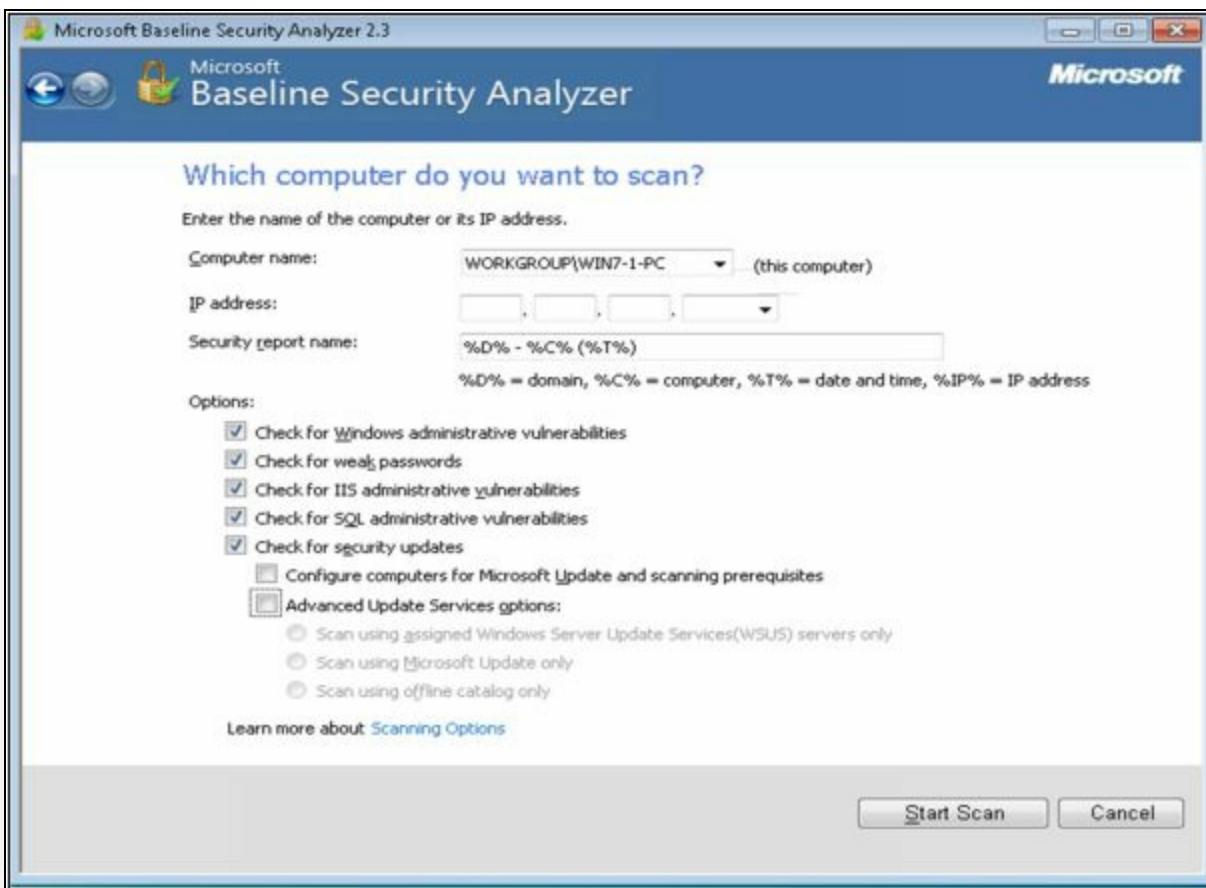 Microsoft Baseline Security Analyzer 2.3
Microsoft
Baseline Security Analyzer
Microsoft
Which computer do you want to scan?
Enter the name of the computer or its IP address.
Computer name:
WORKGROUP\WIN7-1-PC
(this computer)
IP address:
, , ,
Security report name:
%D% - %C% (%T%)
%D% = domain, %C% = computer, %T% = date and time, %IP% = IP address
Options:
Check for Windows administrative vulnerabilities
Check for weak passwords
Check for IIS administrative vulnerabilities
Check for SQL administrative vulnerabilities
Check for security updates
Configure computers for Microsoft Update and scanning prerequisites
Advanced Update Services options:
Scan using assigned Windows Server Update Services(WSUS) servers only
Scan using Microsoft Update only
Scan using offline catalog only
Learn more about Scanning Options
Start Scan
Cancel